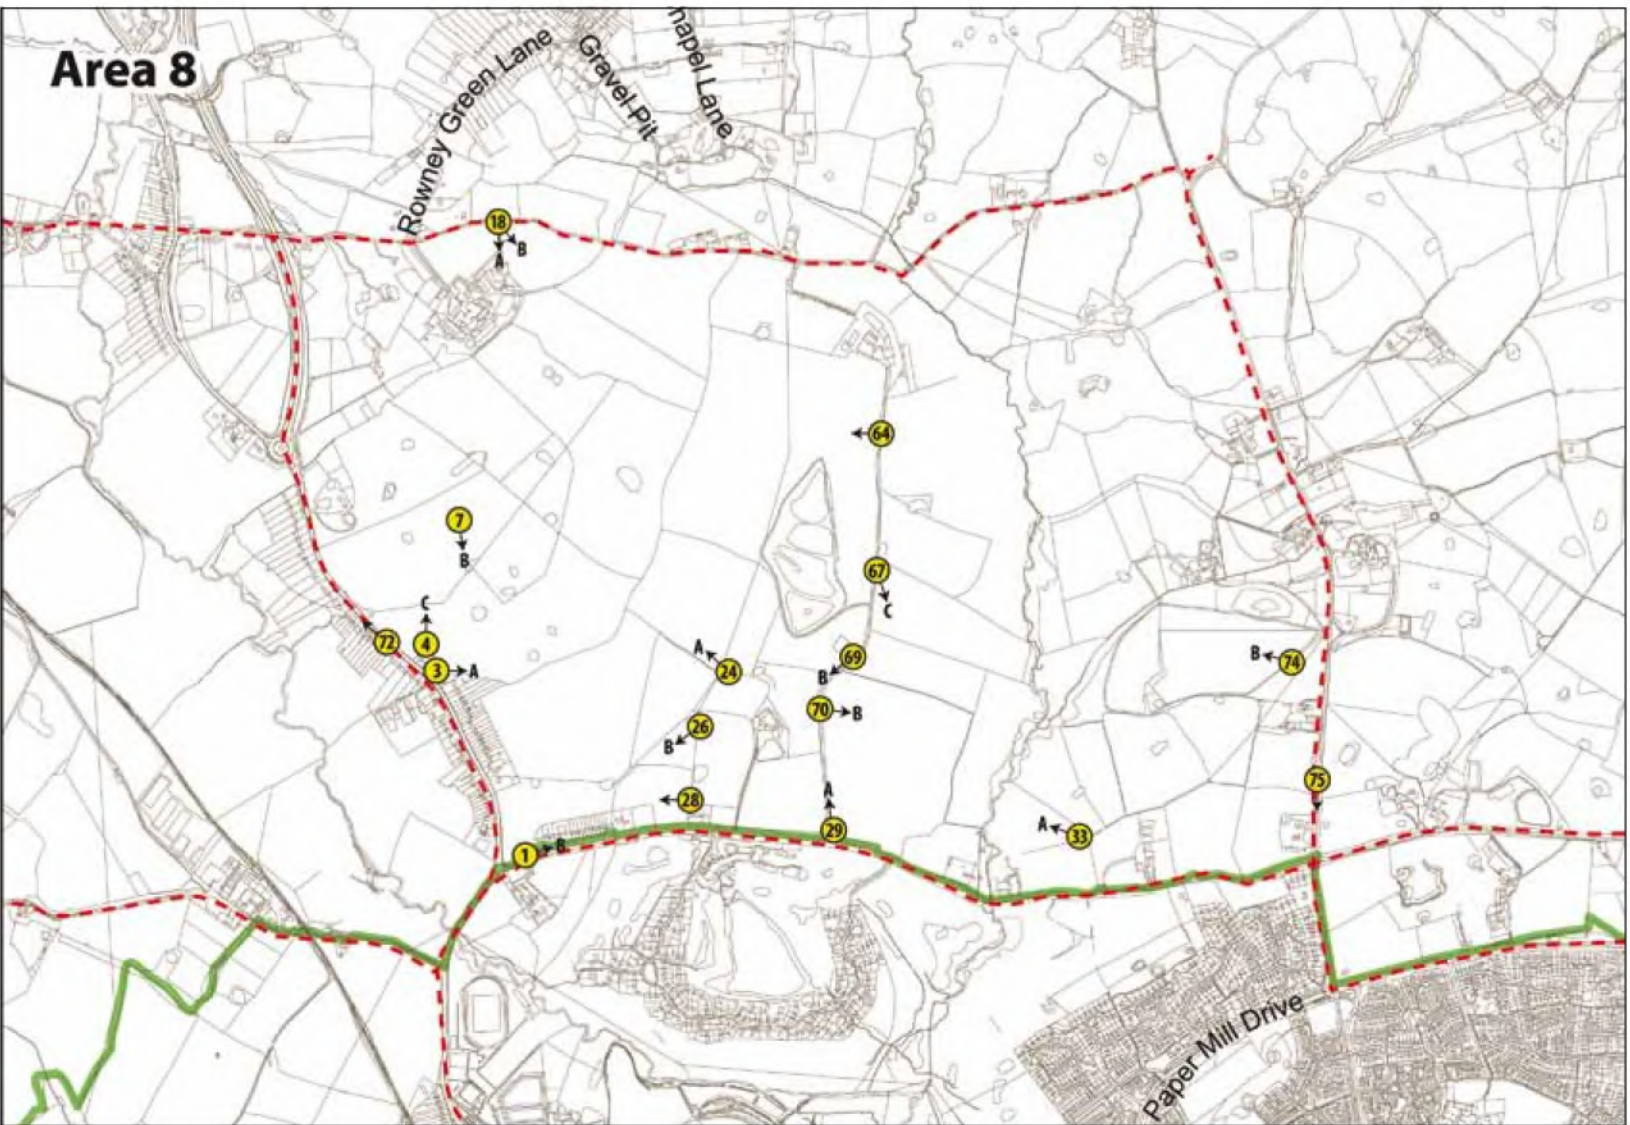 Area 8
Rowney Green Lane
Gravel Pit
hapel Lane
18
B
A
64
7
B
67
C
C
72
4
3
A
A
24
69
B
70
B
26
B
74
B
28
A
29
75
A
33
1
B
Paper Mill Drive